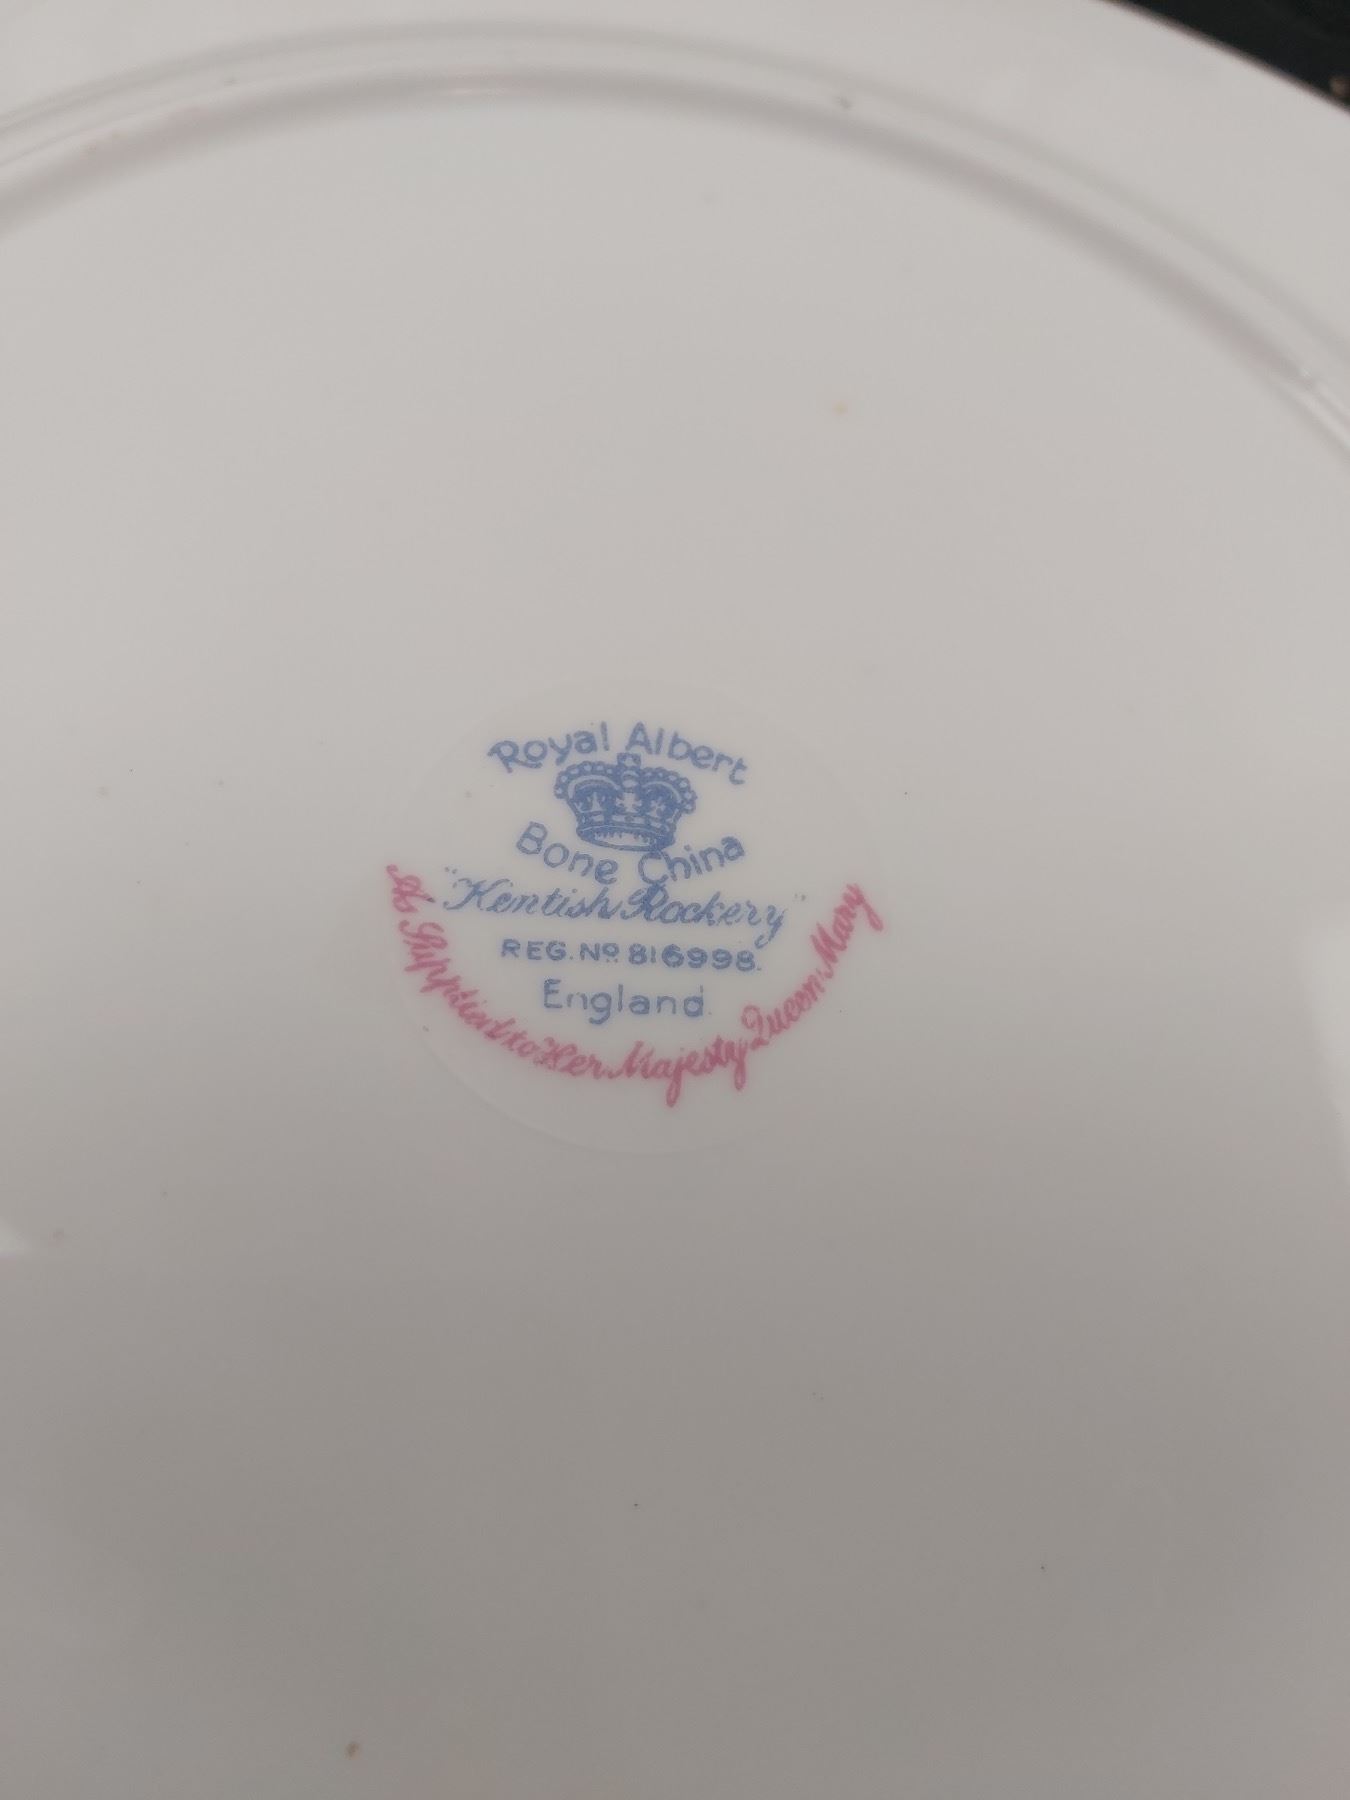 Royal Albert
Bone China
"Kentish Rockery"
REG. No 816998.
England.
As Supplied to Her Majesty Queen Mary